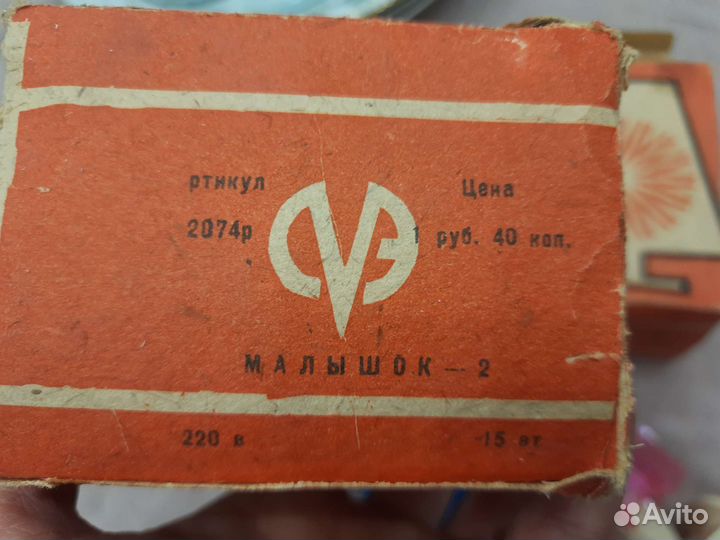 ртикул
Цена
2074р
1 руб. 40 коп.
МАЛЫШОК — 2
220 в
15 вт
Avito